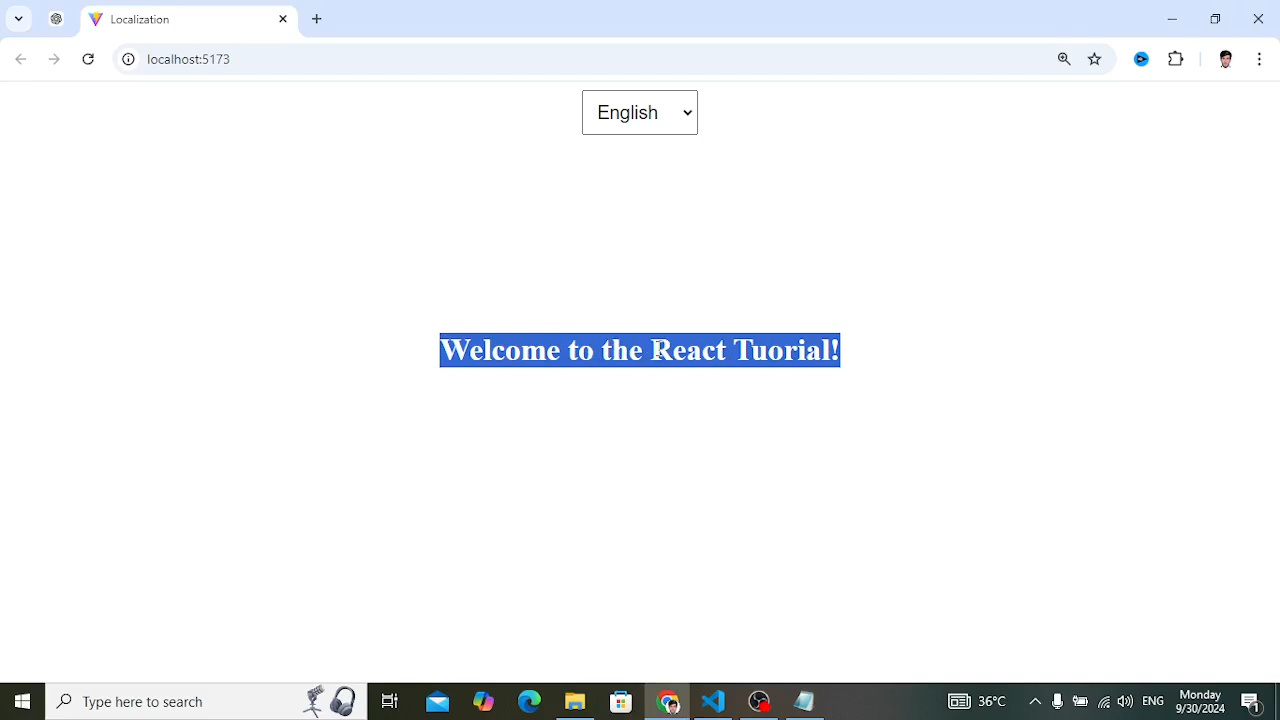 Localization
localhost:5173
English
Welcome to the React Tuorial!
Type here to search
36°C
ENG
Monday
9/30/2024
1